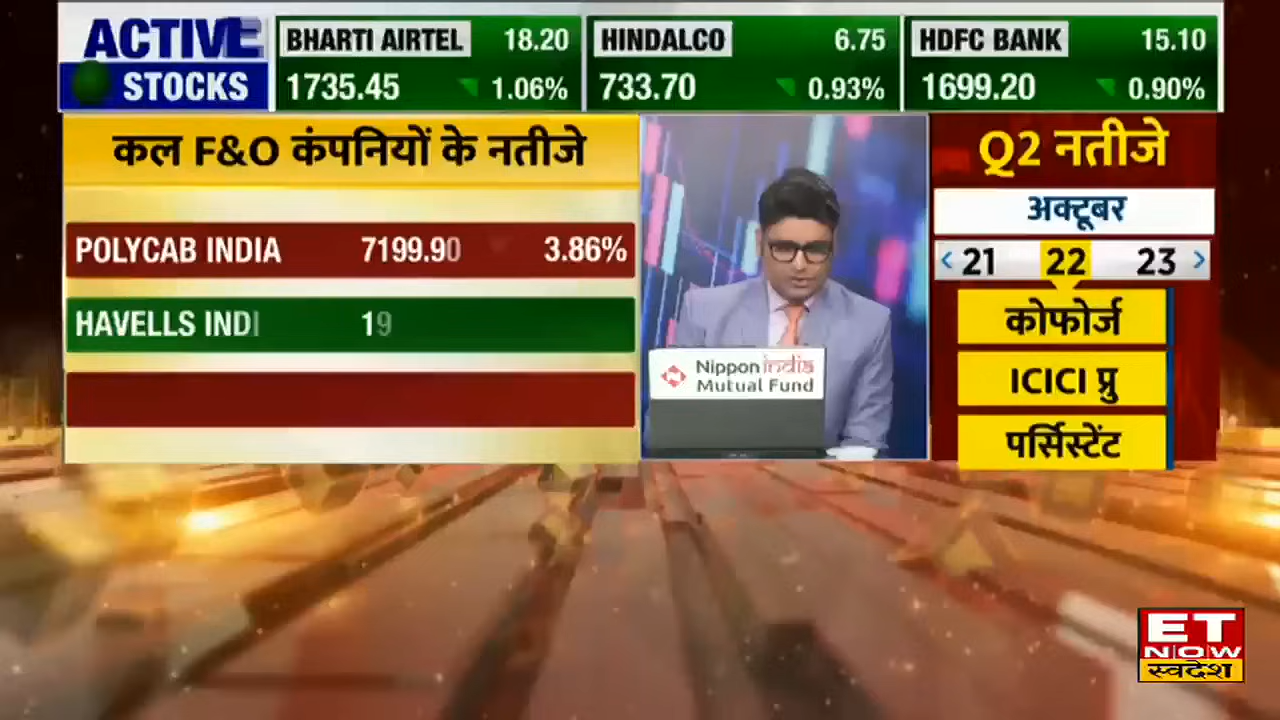 ACTIVE
STOCKS
BHARTI AIRTEL 18.20
1735.45 1.06%
HINDALCO 6.75
733.70 0.93%
HDFC BANK 15.10
1699.20 0.90%
कल F&O कंपनियों के नतीजे
POLYCAB INDIA 7199.90 3.86%
HAVELLS INDI 19
Nippon india
Mutual Fund
Q2 नतीजे
अक्टूबर
21 22 23
कोफोर्ज
ICICI प्रु
पर्सिस्टेंट
ET
NOW
स्वदेश